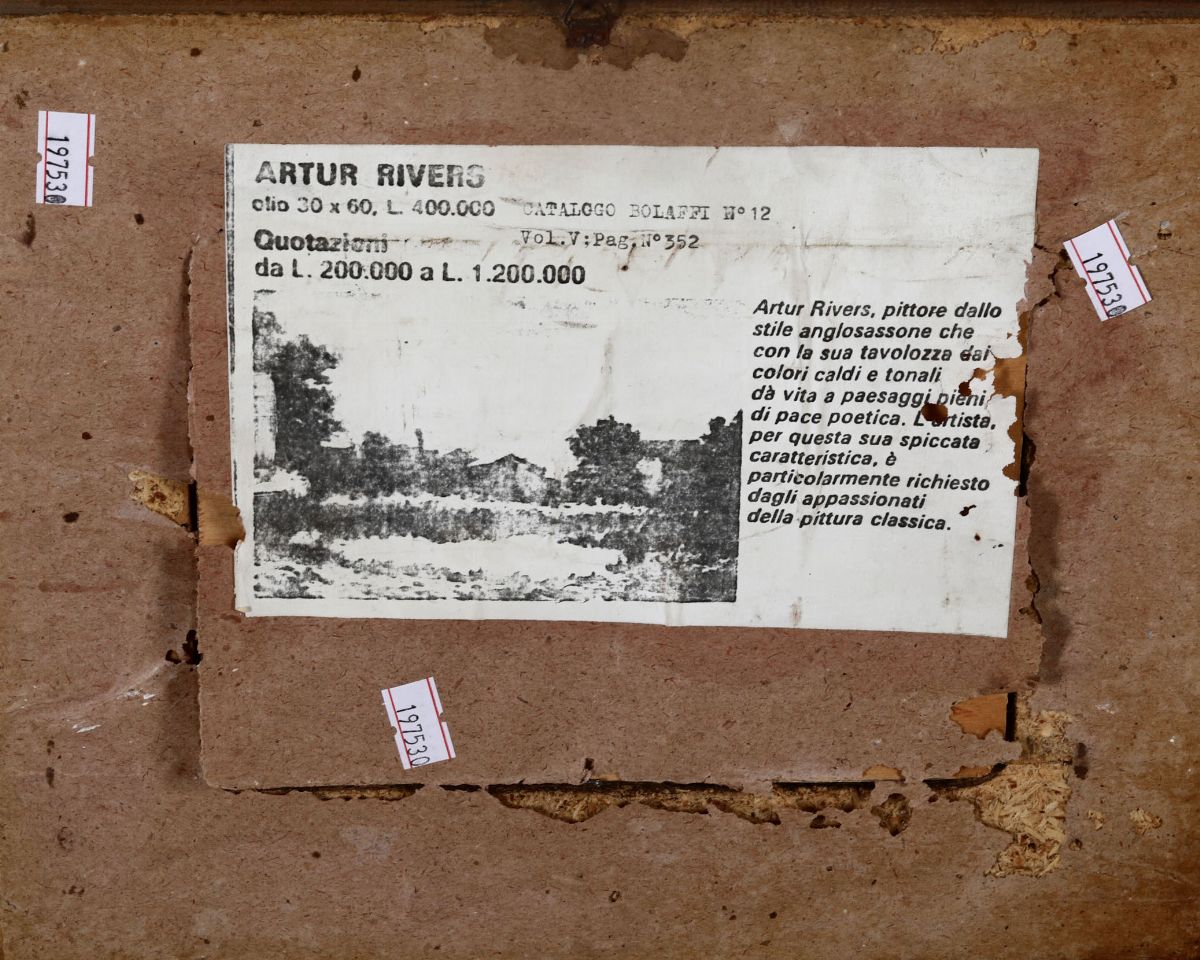 ARTUR RIVERS
olio 30 x 60, L. 400.000 CATALOGO BOLAFFI N° 12
Quotazioni Vol.V;Pag,N°352
da L. 200.000 a L. 1.200.000
Artur Rivers, pittore dallo
stile anglosassone che
con la sua tavolozza dai
colori caldi e tonali
dà vita a paesaggi pieni
di pace poetica. L'artista,
per questa sua spiccata
caratteristica, è
particolarmente richiesto
dagli appassionati
della pittura classica.
197530
197530
197530